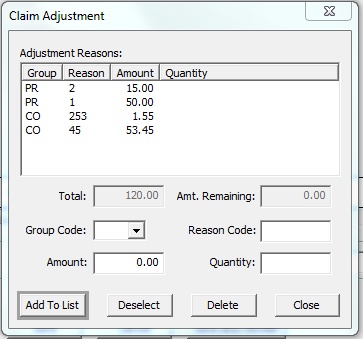 Claim Adjustment
Adjustment Reasons:
Group Reason Amount Quantity
PR 2 15.00
PR 1 50.00
CO 253 1.55
CO 45 53.45
Total: 120.00 Amt. Remaining: 0.00
Group Code: Reason Code:
Amount: 0.00 Quantity:
Add To List Deselect Delete Close